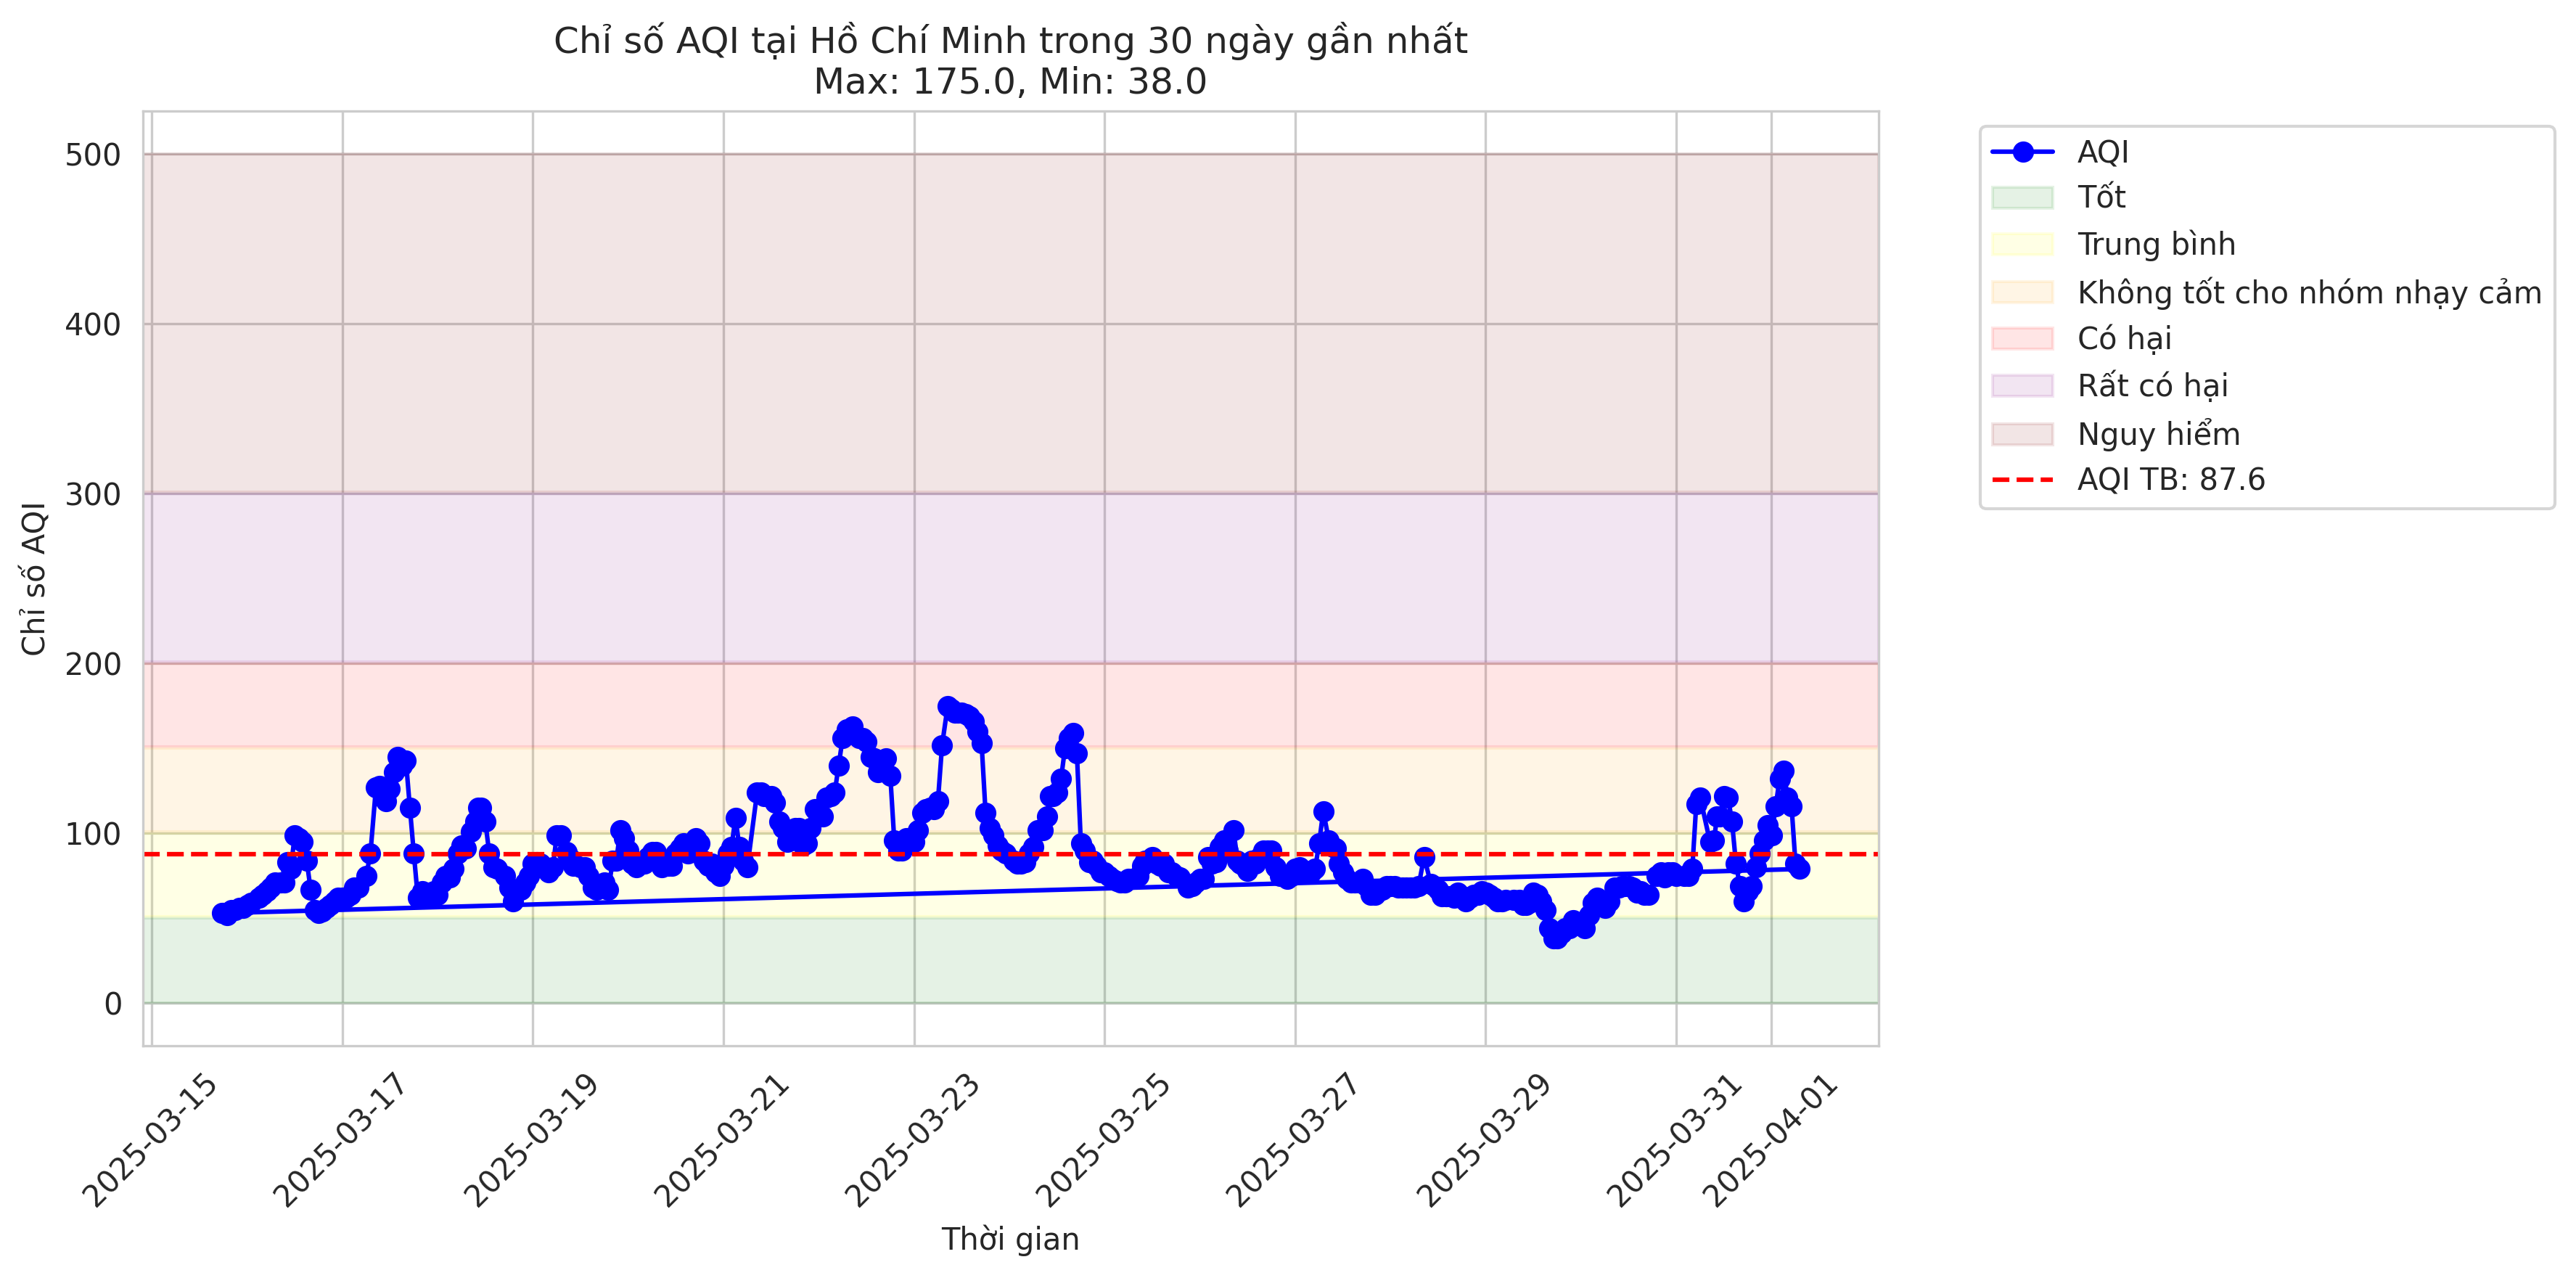 Chỉ số AQI tại Hồ Chí Minh trong 30 ngày gần nhất
Max: 175.0, Min: 38.0
Chỉ số AQI
500
400
300
200
100
0
2025-03-15
2025-03-17
2025-03-19
2025-03-21
2025-03-23
2025-03-25
2025-03-27
2025-03-29
2025-03-31
2025-04-01
Thời gian
AQI
Tốt
Trung bình
Không tốt cho nhóm nhạy cảm
Có hại
Rất có hại
Nguy hiểm
AQI TB: 87.6